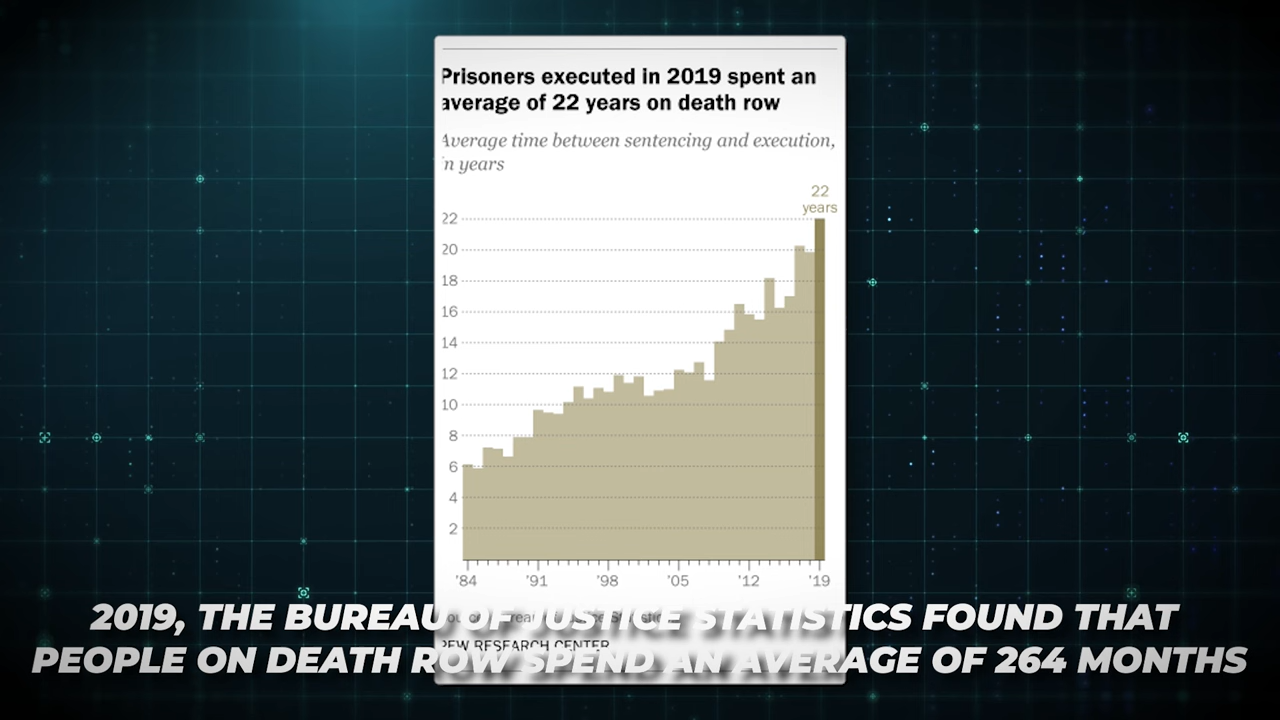 Prisoners executed in 2019 spent an
average of 22 years on death row
Average time between sentencing and execution,
in years
22
years
22
20
18
16
14
12
10
8
6
4
2
'84 '91 '98 '05 '12 '19
2019, THE BUREAU OF JUSTICE STATISTICS FOUND THAT
PEW RESEARCH CENTER
PEOPLE ON DEATH ROW SPEND AN AVERAGE OF 264 MONTHS